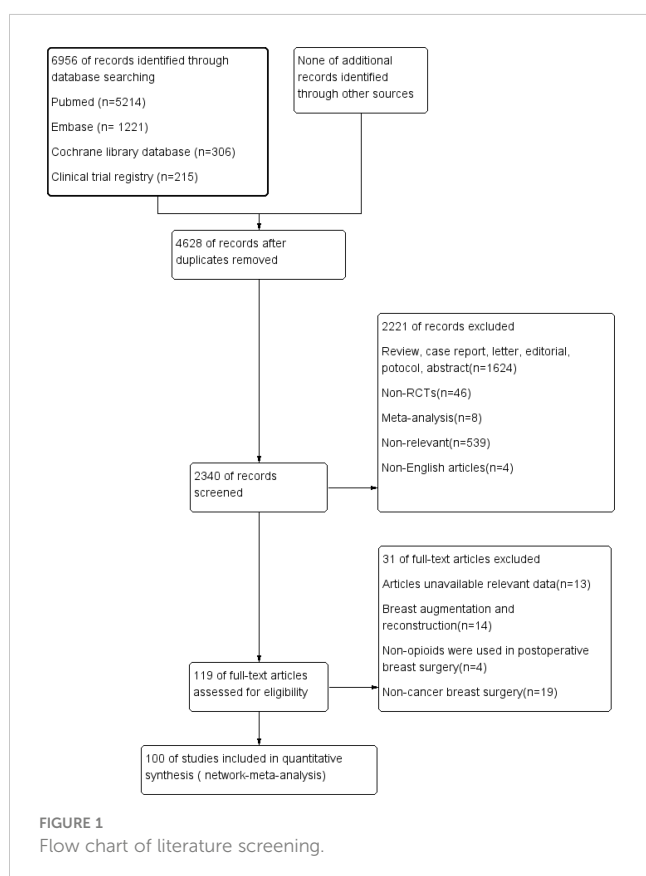 6956 of records identified through
database searching
Pubmed (n=5214)
Embase (n= 1221)
Cochrane library database (n=306)
Clinical trial registry (n=215)
None of additional
records identified
through other sources
4628 of records after
duplicates removed
2221 of records excluded
Review, case report, letter, editorial,
potocol, abstract(n=1624)
Non-RCTs(n=46)
Meta-analysis(n=8)
Non-relevant(n=539)
Non-English articles(n=4)
2340 of records
screened
31 of full-text articles excluded
Articles unavailable relevant data(n=13)
Breast augmentation and
reconstruction(n=14)
Non-opioids were used in postoperative
breast surgery(n=4)
Non-cancer breast surgery(n=19)
119 of full-text articles
assessed for eligibility
100 of studies included in quantitative
synthesis ( network-meta-analysis)
FIGURE 1
Flow chart of literature screening.